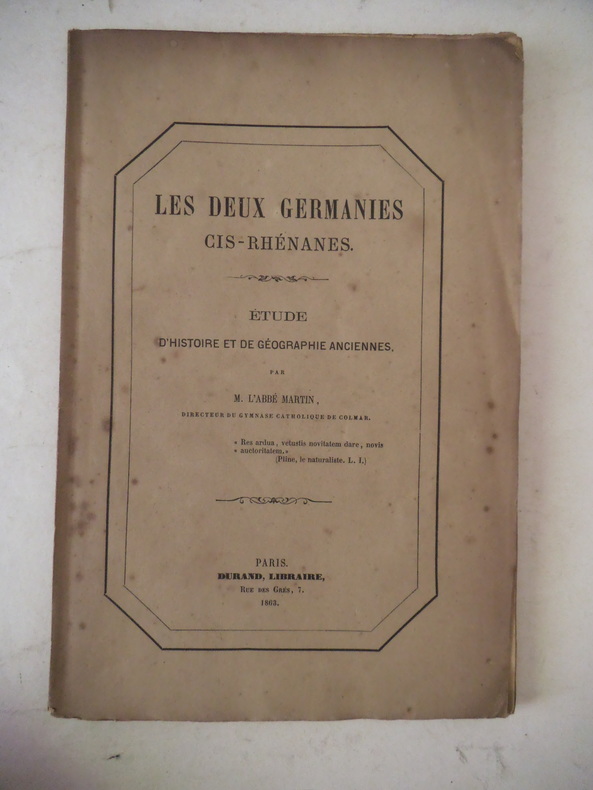 LES DEUX GERMANIES
CIS-RHÉNANES.
ÉTUDE
D'HISTOIRE ET DE GÉOGRAPHIE ANCIENNES,
PAR
M. L'ABBÉ MARTIN,
DIRECTEUR DU GYMNASE CATHOLIQUE DE COLMAR.
« Res ardua, vetustis novitatem dare, novis
« auctoritatem. »
(Pline, le naturaliste. L. I.)
PARIS.
DURAND, LIBRAIRE,
RUE DES GRÉS, 7.
1863.